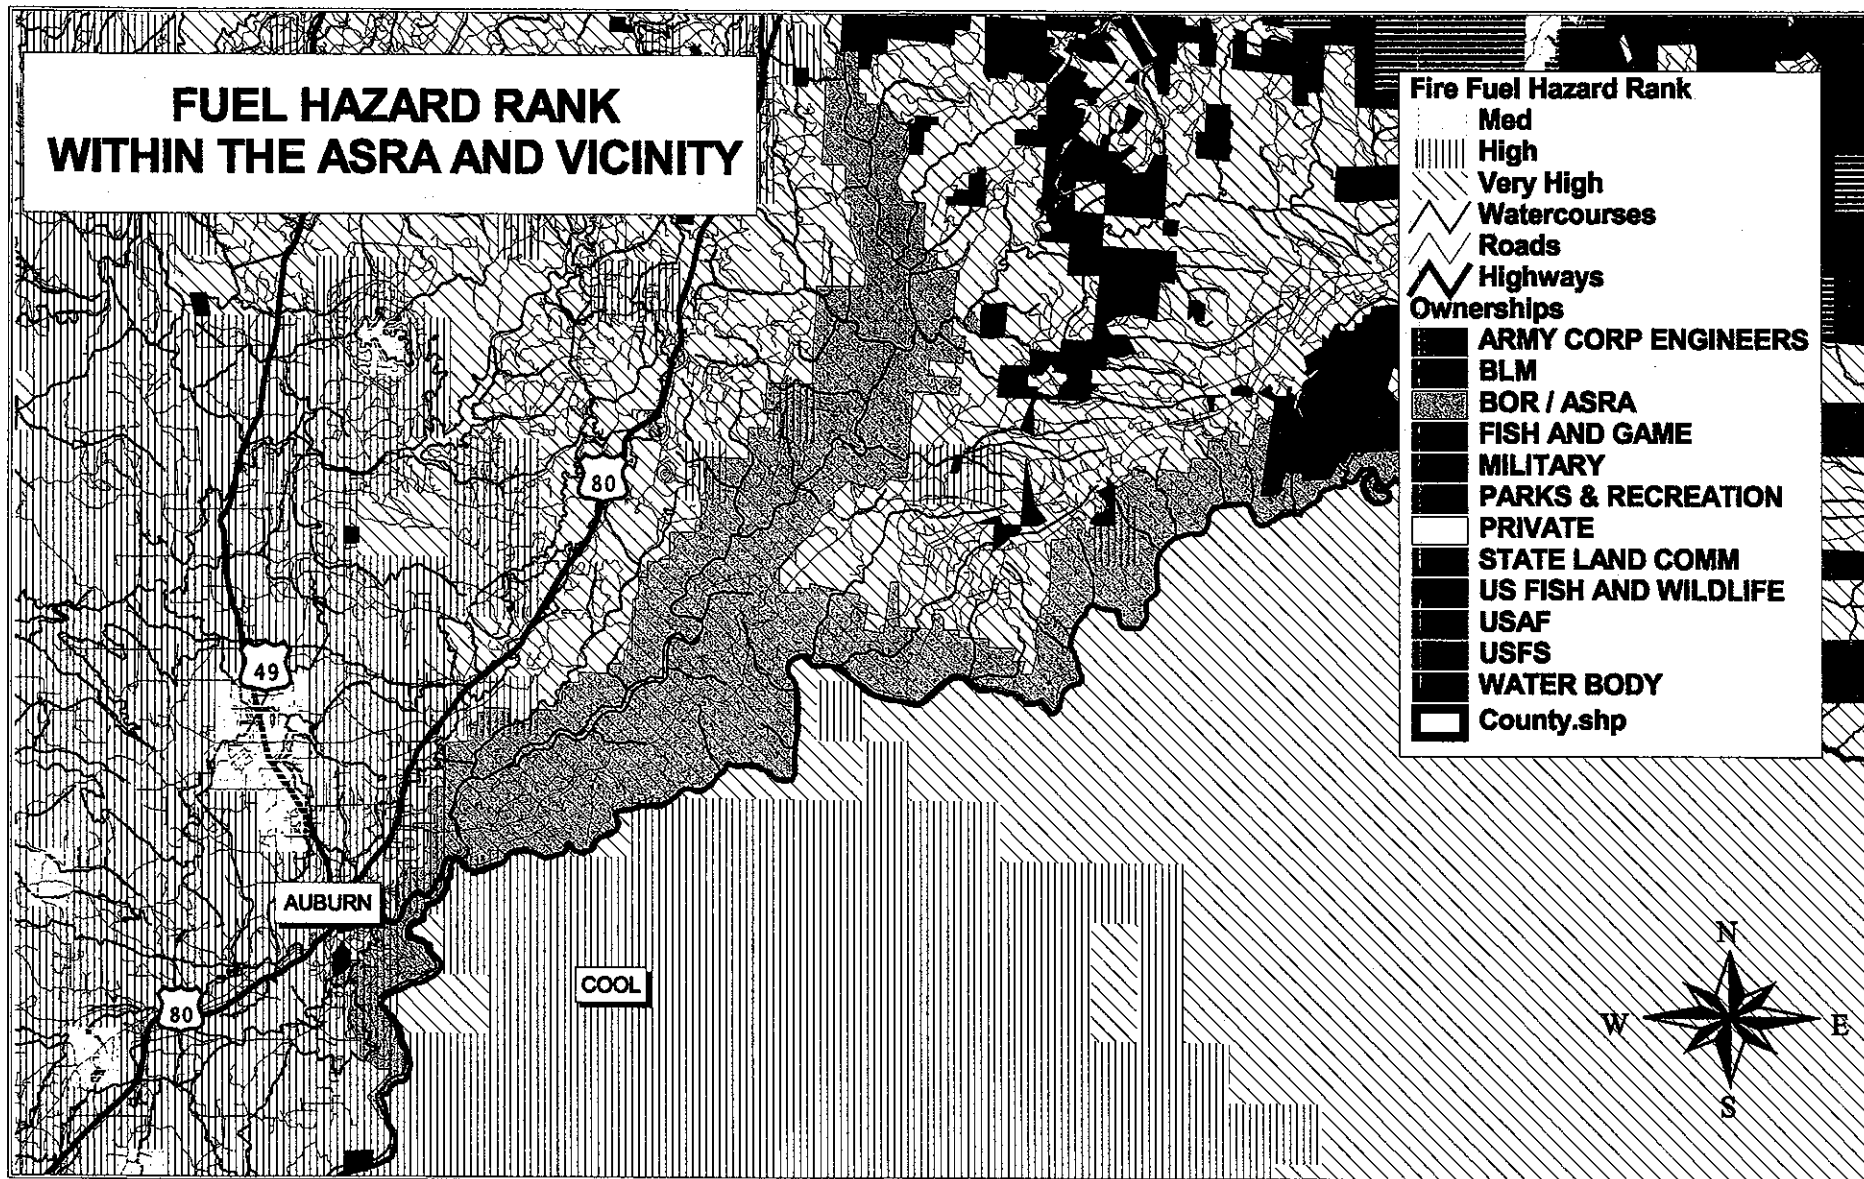 FUEL HAZARD RANK
WITHIN THE ASRA AND VICINITY
Fire Fuel Hazard Rank
Med
High
Very High
Watercourses
Roads
Highways
Ownerships
ARMY CORP ENGINEERS
BLM
BOR / ASRA
FISH AND GAME
MILITARY
PARKS & RECREATION
PRIVATE
STATE LAND COMM
US FISH AND WILDLIFE
USAF
USFS
WATER BODY
County.shp
80
49
AUBURN
COOL
80
N
W E
S